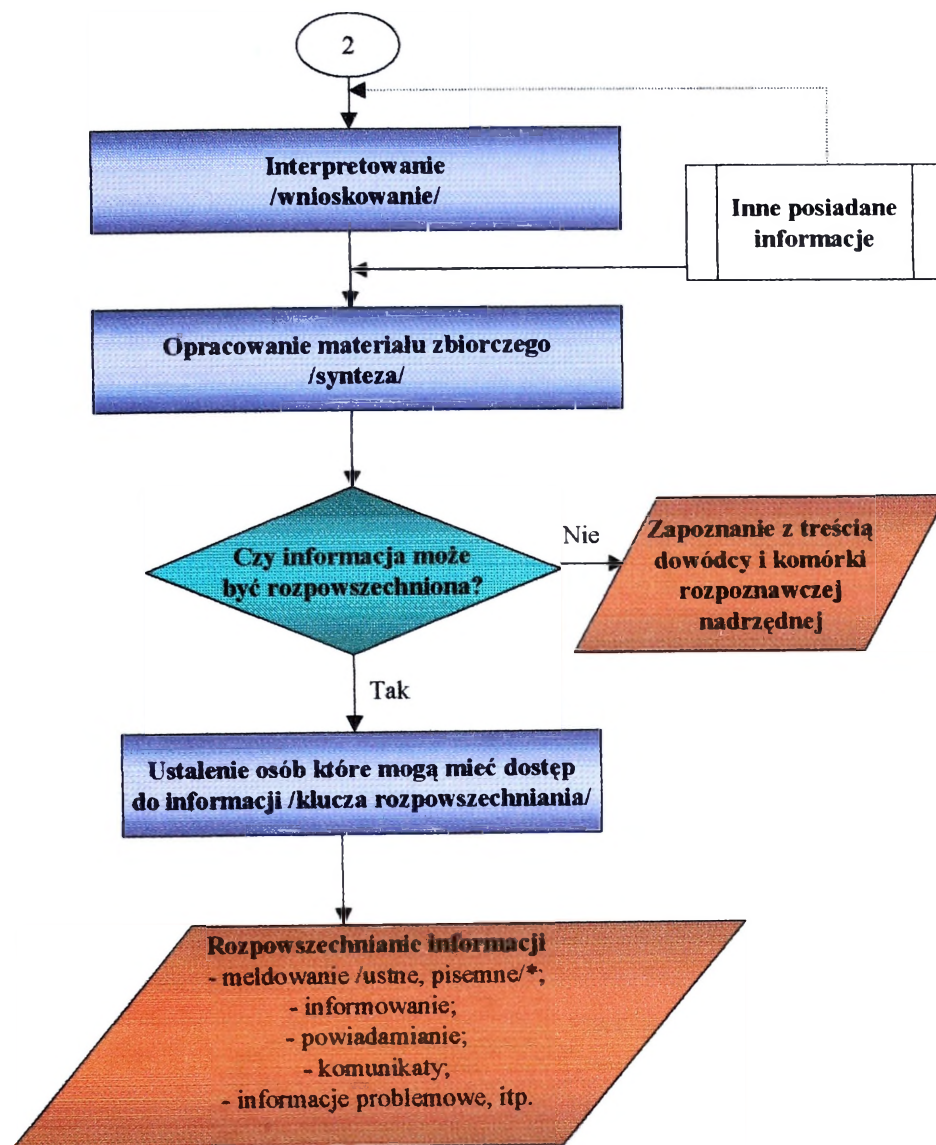 2
Interpretowanie
/wnioskowanie/
Inne posiadane
informacje
Opracowanie materiału zbiorczego
/synteza/
Czy informacja może
być rozpowszechniona?
Nie
Zapoznanie z treścią
dowódcy i komórki
rozpoznawczej
nadrzędnej
Tak
Ustalenie osób które mogą mieć dostęp
do informacji /klucza rozpowszechniania/
Rozpowszechnianie informacji
- meldowanie /ustne, pisemne/*;
- informowanie;
- powiadamianie;
- komunikaty;
- informacje problemowe, itp.